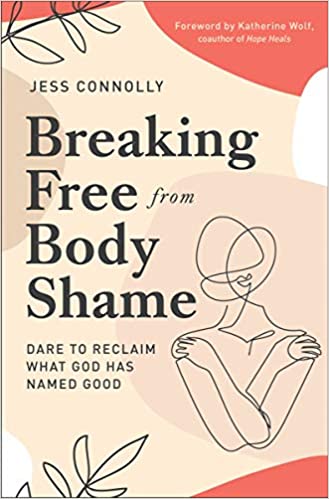 Foreword by Katherine Wolf,
coauthor of Hope Heals
JESS CONNOLLY
Breaking
Free from
Body
Shame
DARE TO RECLAIM
WHAT GOD HAS
NAMED GOOD